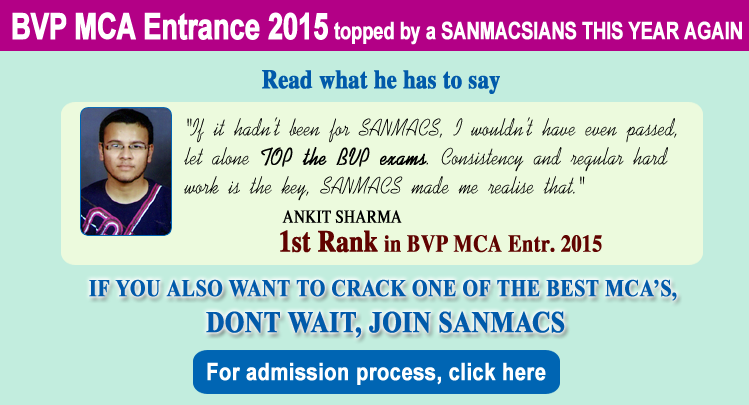 BVP MCA Entrance 2015 topped by a SANMACSIANS THIS YEAR AGAIN
Read what he has to say
"If it hadn't been for SANMACS, I wouldn't have even passed,
let alone TOP the BVP exams. Consistency and regular hard
work is the key, SANMACS made me realise that."
ANKIT SHARMA
1st Rank in BVP MCA Entr. 2015
IF YOU ALSO WANT TO CRACK ONE OF THE BEST MCA'S,
DONT WAIT, JOIN SANMACS
For admission process, click here